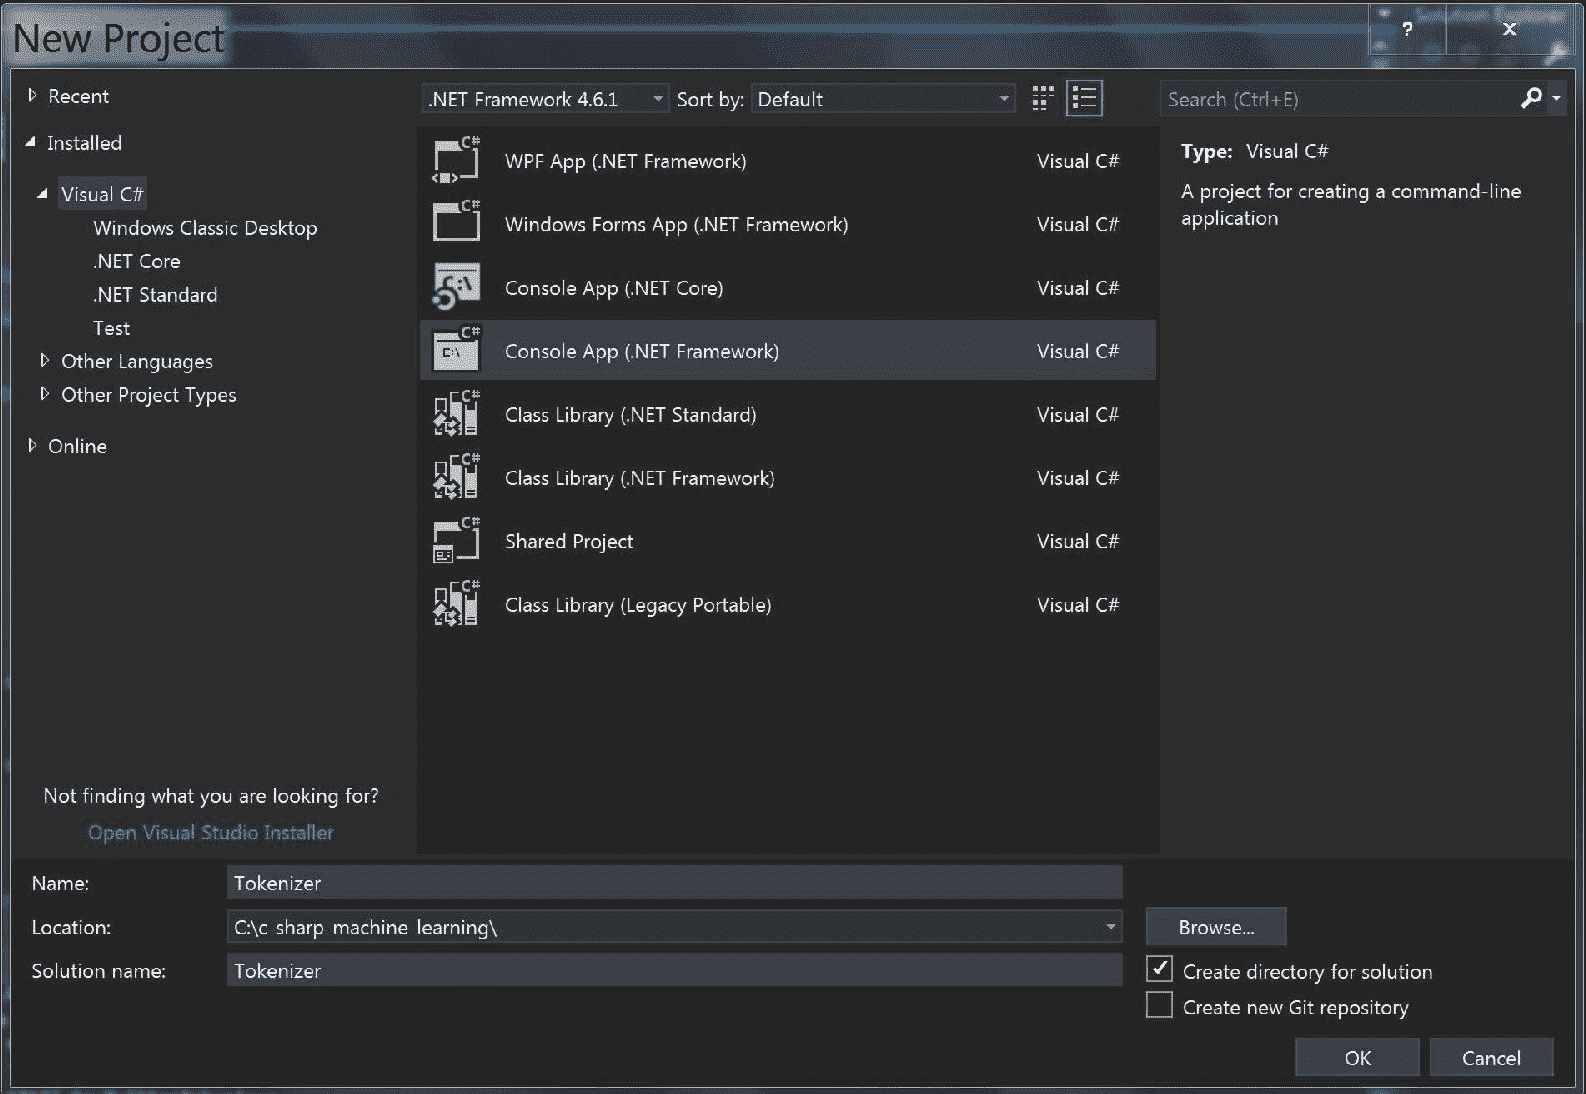 New Project
?
Recent
Installed
Visual C#
Windows Classic Desktop
.NET Core
.NET Standard
Test
Other Languages
Other Project Types
Online
Not finding what you are looking for?
Open Visual Studio Installer
.NET Framework 4.6.1
Sort by: Default
WPF App (.NET Framework) Visual C#
Windows Forms App (.NET Framework) Visual C#
Console App (.NET Core) Visual C#
Console App (.NET Framework) Visual C#
Class Library (.NET Standard) Visual C#
Class Library (.NET Framework) Visual C#
Shared Project Visual C#
Class Library (Legacy Portable) Visual C#
Search (Ctrl+E)
Type: Visual C#
A project for creating a command-line
application
Name: Tokenizer
Location: C:\c sharp machine learning\
Browse...
Solution name: Tokenizer
Create directory for solution
Create new Git repository
OK Cancel